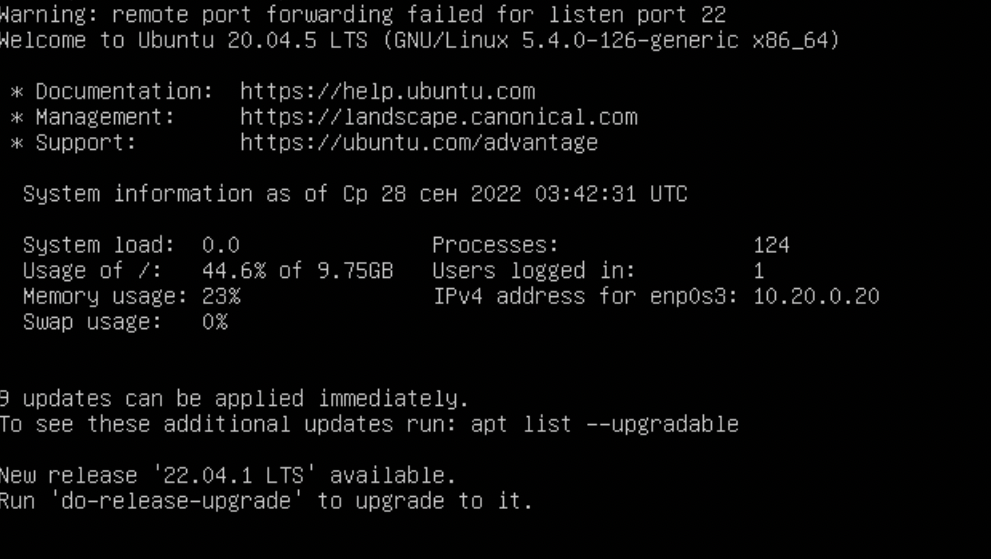 Warning: remote port forwarding failed for listen port 22
Welcome to Ubuntu 20.04.5 LTS (GNU/Linux 5.4.0-126-generic x86_64)
* Documentation: https://help.ubuntu.com
* Management: https://landscape.canonical.com
* Support: https://ubuntu.com/advantage
System information as of Ср 28 сен 2022 03:42:31 UTC
System load: 0.0 Processes: 124
Usage of /: 44.6% of 9.75GB Users logged in: 1
Memory usage: 23% IPv4 address for enp0s3: 10.20.0.20
Swap usage: 0%
9 updates can be applied immediately.
To see these additional updates run: apt list --upgradable
New release '22.04.1 LTS' available.
Run 'do-release-upgrade' to upgrade to it.